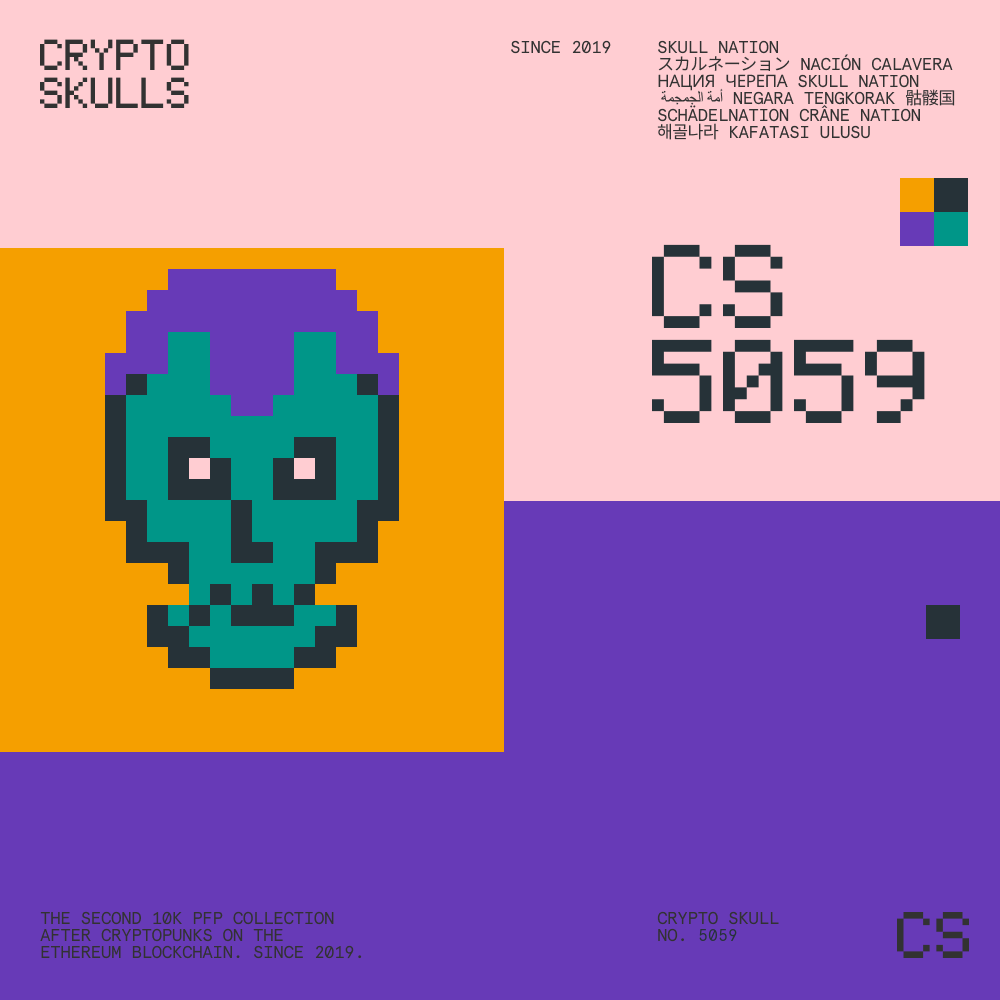 CRYPTO
SKULLS
SINCE 2019
SKULL NATION
スカルネーション NACIÓN CALAVERA
НАЦИЯ ЧЕРЕПА SKULL NATION
أمة الجمجمة NEGARA TENGKORAK 骷髅国
SCHÄDELNATION CRÂNE NATION
해골나라 KAFATASI ULUSU
CS
5059
THE SECOND 10K PFP COLLECTION
AFTER CRYPTOPUNKS ON THE
ETHEREUM BLOCKCHAIN. SINCE 2019.
CRYPTO SKULL
NO. 5059
CS